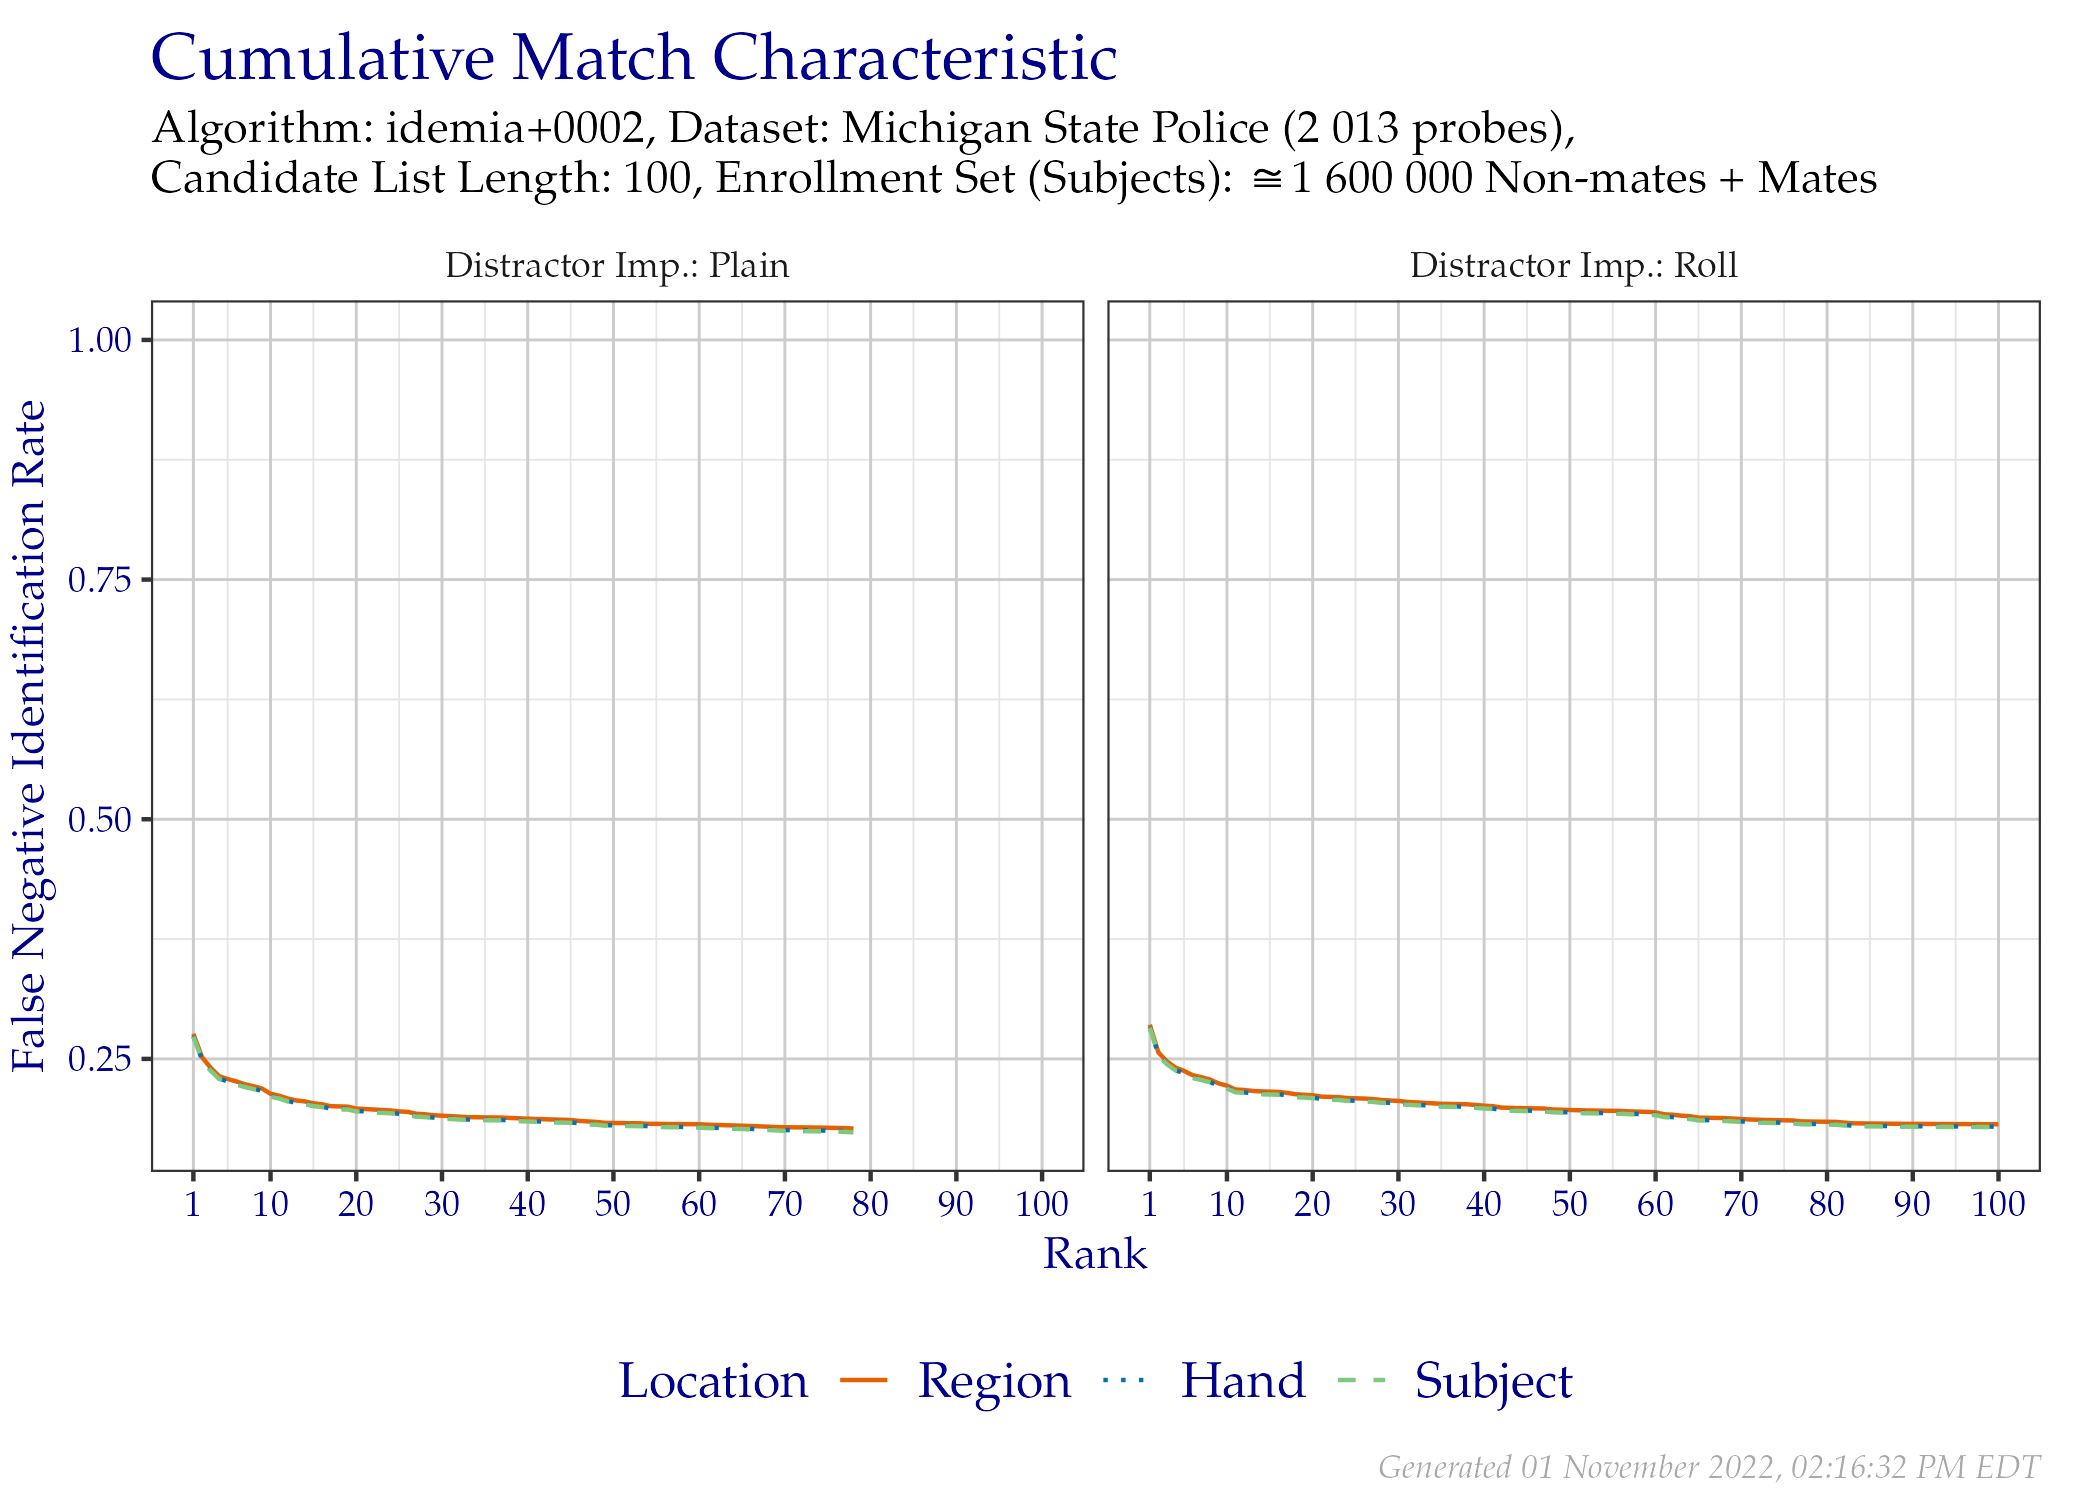 Cumulative Match Characteristic
Algorithm: idemia+0002, Dataset: Michigan State Police (2 013 probes),
Candidate List Length: 100, Enrollment Set (Subjects): ≅1 600 000 Non-mates + Mates
Distractor Imp.: Plain
Distractor Imp.: Roll
False Negative Identification Rate
1.00
0.75
0.50
0.25
1 10 20 30 40 50 60 70 80 90 100
1 10 20 30 40 50 60 70 80 90 100
Rank
Location Region Hand Subject
Generated 01 November 2022, 02:16:32 PM EDT